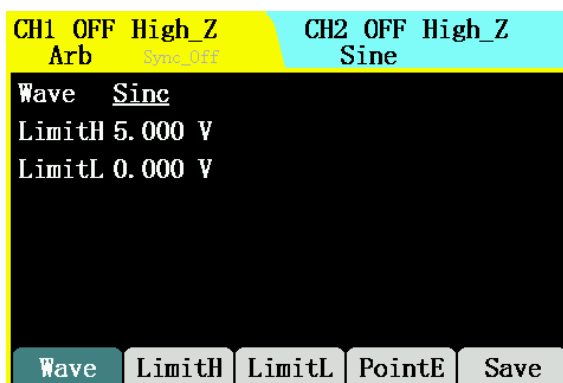 CH1 OFF High_Z
Arb Sync_Off
CH2 OFF High_Z
Sine
Wave Sinc
LimitH 5.000 V
LimitL 0.000 V
Wave LimitH LimitL PointE Save